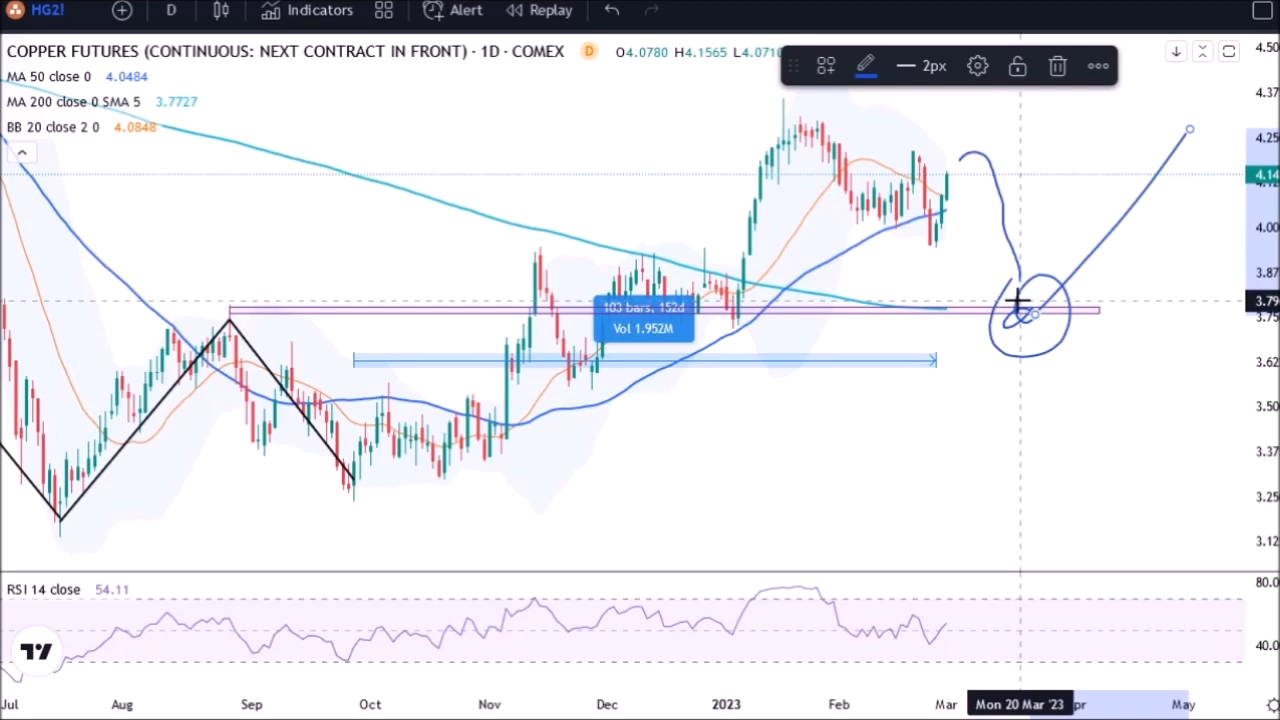 HG2! D Indicators Alert Replay
COPPER FUTURES (CONTINUOUS: NEXT CONTRACT IN FRONT) · 1D · COMEX D O4.0780 H4.1565 L4.0710
2px
MA 50 close 0 4.0484
MA 200 close 0 SMA 5 3.7727
BB 20 close 2 0 4.0848
4.50
4.37
4.25
4.14
4.00
3.87
3.79
3.75
3.62
3.50
3.37
3.25
3.12
103 bars, 152d
Vol 1.952M
RSI 14 close 54.11
80.0
40.0
Jul Aug Sep Oct Nov Dec 2023 Feb Mar Mon 20 Mar '23 pr May